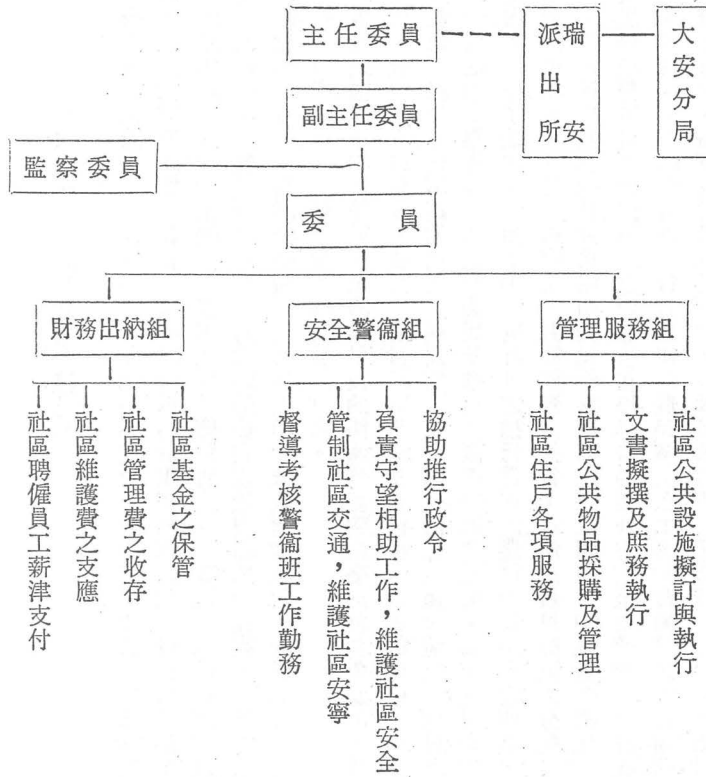 主任委員
瑞安派出所
大安分局
副主任委員
監察委員
委員
財務出納組
安全警衞組
管理服務組
社區公共設施擬訂與執行
文書擬撰及庶務執行
社區公共物品採購及管理
社區住戶各項服務
協助推行政令
負責守望相助工作，維護社區安全
管制社區交通，維護社區安寧
督導考核警衞班工作勤務
社區基金之保管
社區管理費之收存
社區維護費之支應
社區聘僱員工薪津支付